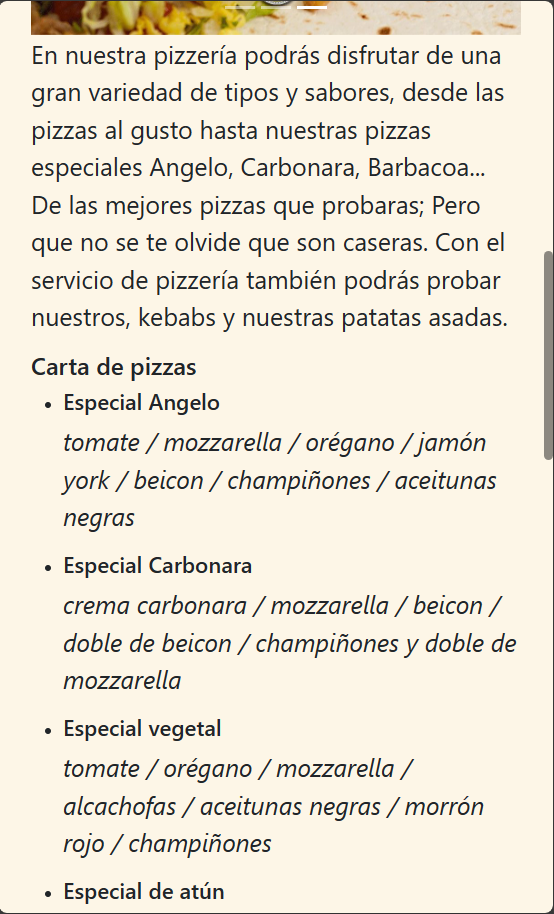 En nuestra pizzería podrás disfrutar de una
gran variedad de tipos y sabores, desde las
pizzas al gusto hasta nuestras pizzas
especiales Angelo, Carbonara, Barbacoa...
De las mejores pizzas que probaras; Pero
que no se te olvide que son caseras. Con el
servicio de pizzería también podrás probar
nuestros, kebabs y nuestras patatas asadas.
Carta de pizzas
• Especial Angelo
tomate / mozzarella / orégano / jamón
york / beicon / champiñones / aceitunas
negras
• Especial Carbonara
crema carbonara / mozzarella / beicon /
doble de beicon / champiñones y doble de
mozzarella
• Especial vegetal
tomate / orégano / mozzarella /
alcachofas / aceitunas negras / morrón
rojo / champiñones
• Especial de atún